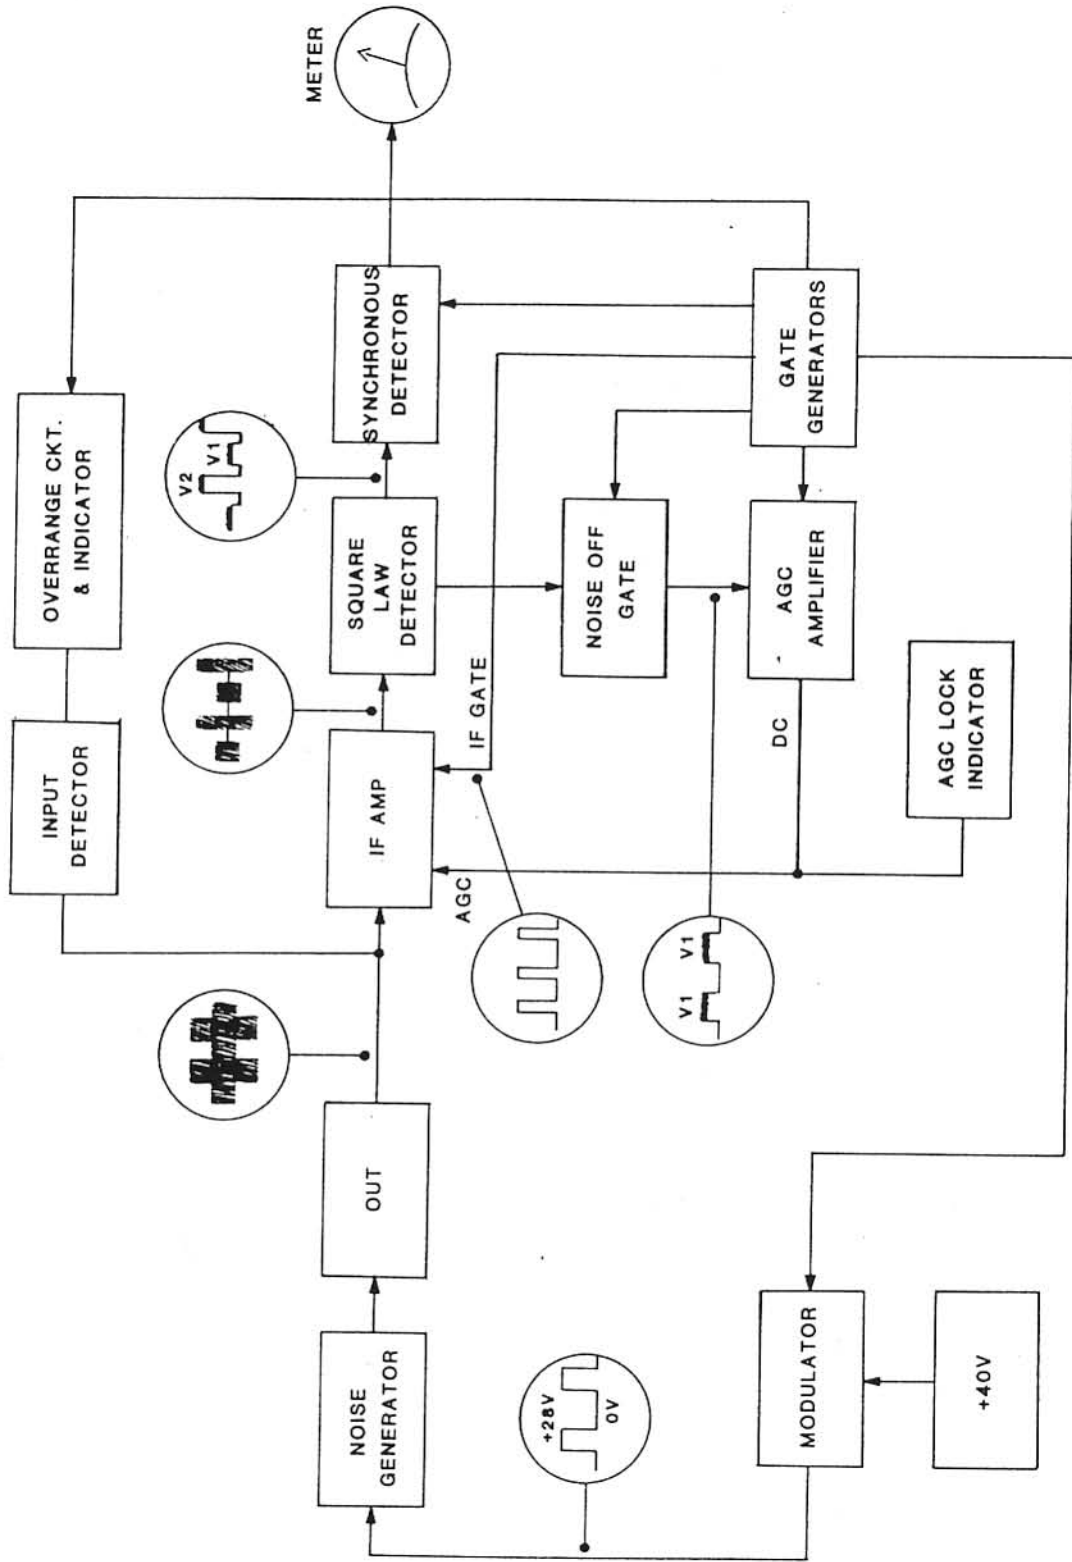 METER
OVERRANGE CKT.
& INDICATOR
INPUT
DETECTOR
V2
V1
SYNCHRONOUS
DETECTOR
SQUARE
LAW
DETECTOR
IF AMP
OUT
NOISE
GENERATOR
IF GATE
AGC
NOISE OFF
GATE
GATE
GENERATORS
AGC
AMPLIFIER
V1
V1
DC
+28V
0V
AGC LOCK
INDICATOR
MODULATOR
+40V